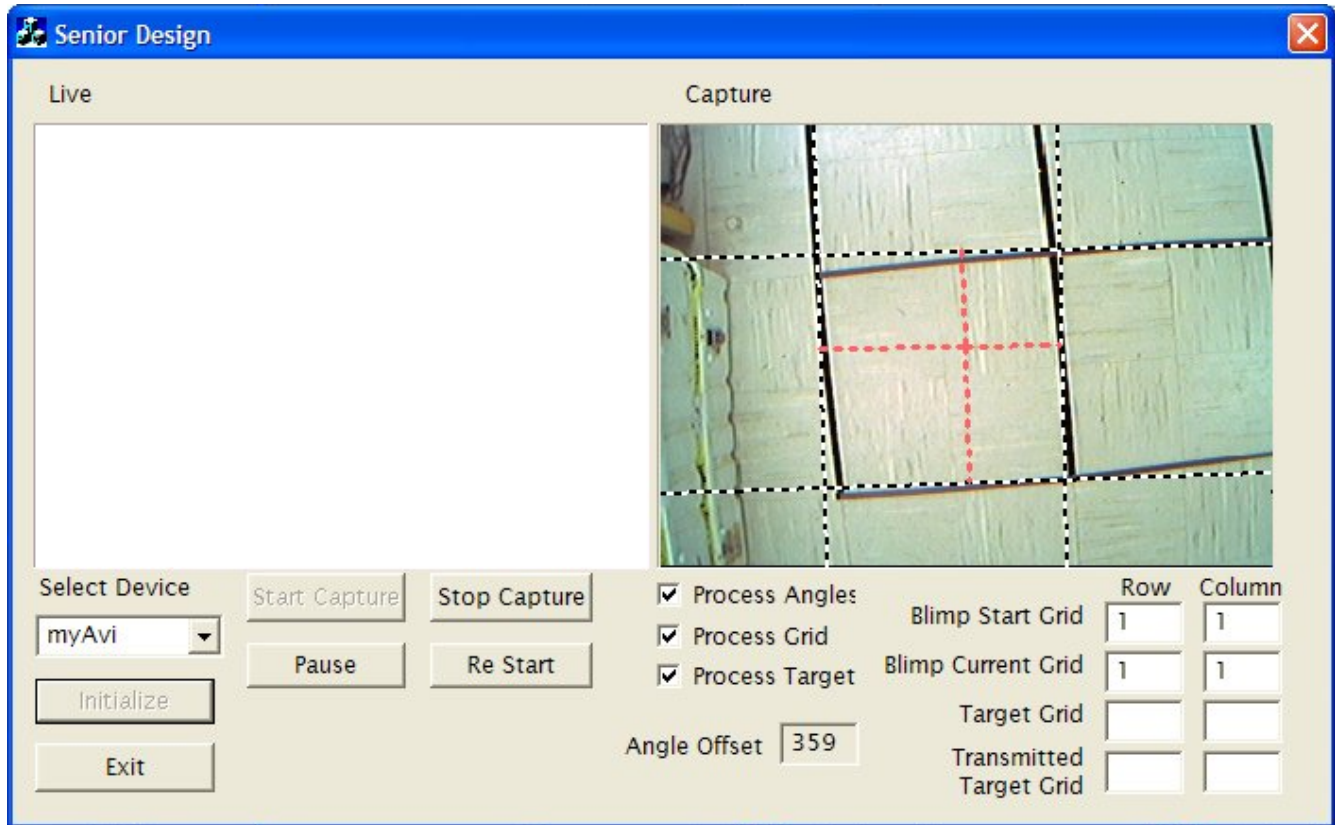 Senior Design
Live
Capture
Select Device
myAvi
Start Capture
Stop Capture
Pause
Re Start
Initialize
Exit
Process Angles
Process Grid
Process Target
Angle Offset 359
Row Column
Blimp Start Grid 1 1
Blimp Current Grid 1 1
Target Grid
Transmitted
Target Grid